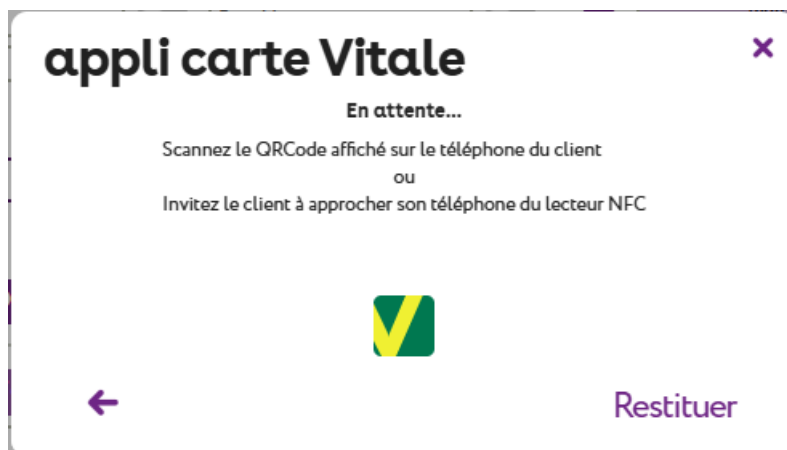 appli carte Vitale
En attente...
Scannez le QRCode affiché sur le téléphone du client
ou
Invitez le client à approcher son téléphone du lecteur NFC
Restituer